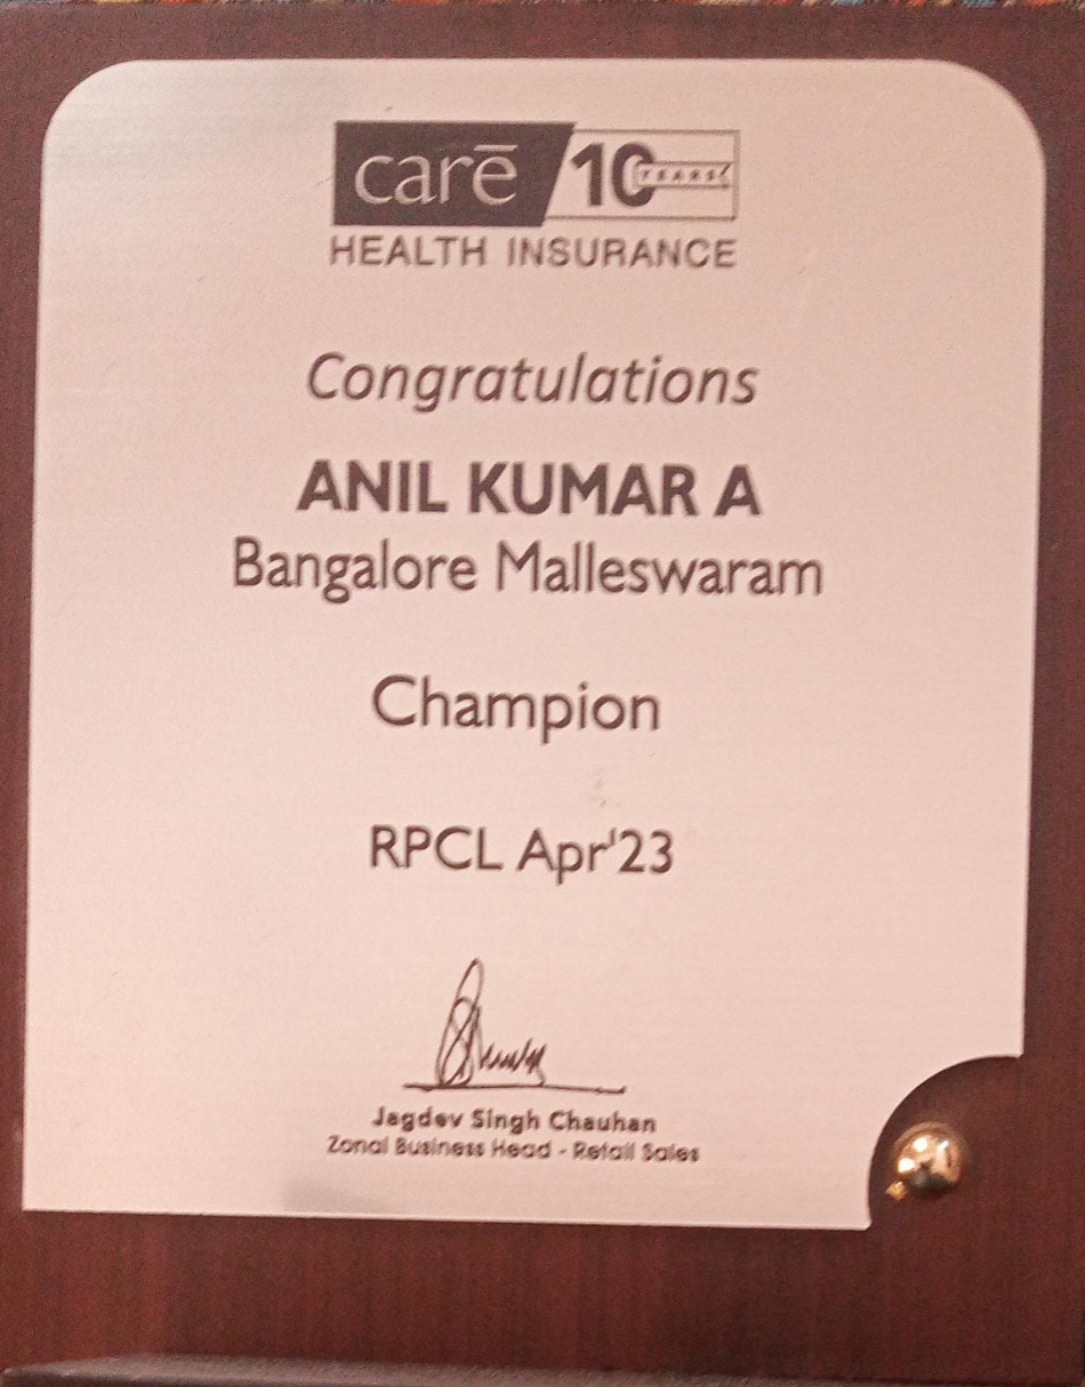 carē 10 YEARS
HEALTH INSURANCE
Congratulations
ANIL KUMAR A
Bangalore Malleswaram
Champion
RPCL Apr'23
Jagdev Singh Chauhan
Zonal Business Head - Retail Sales